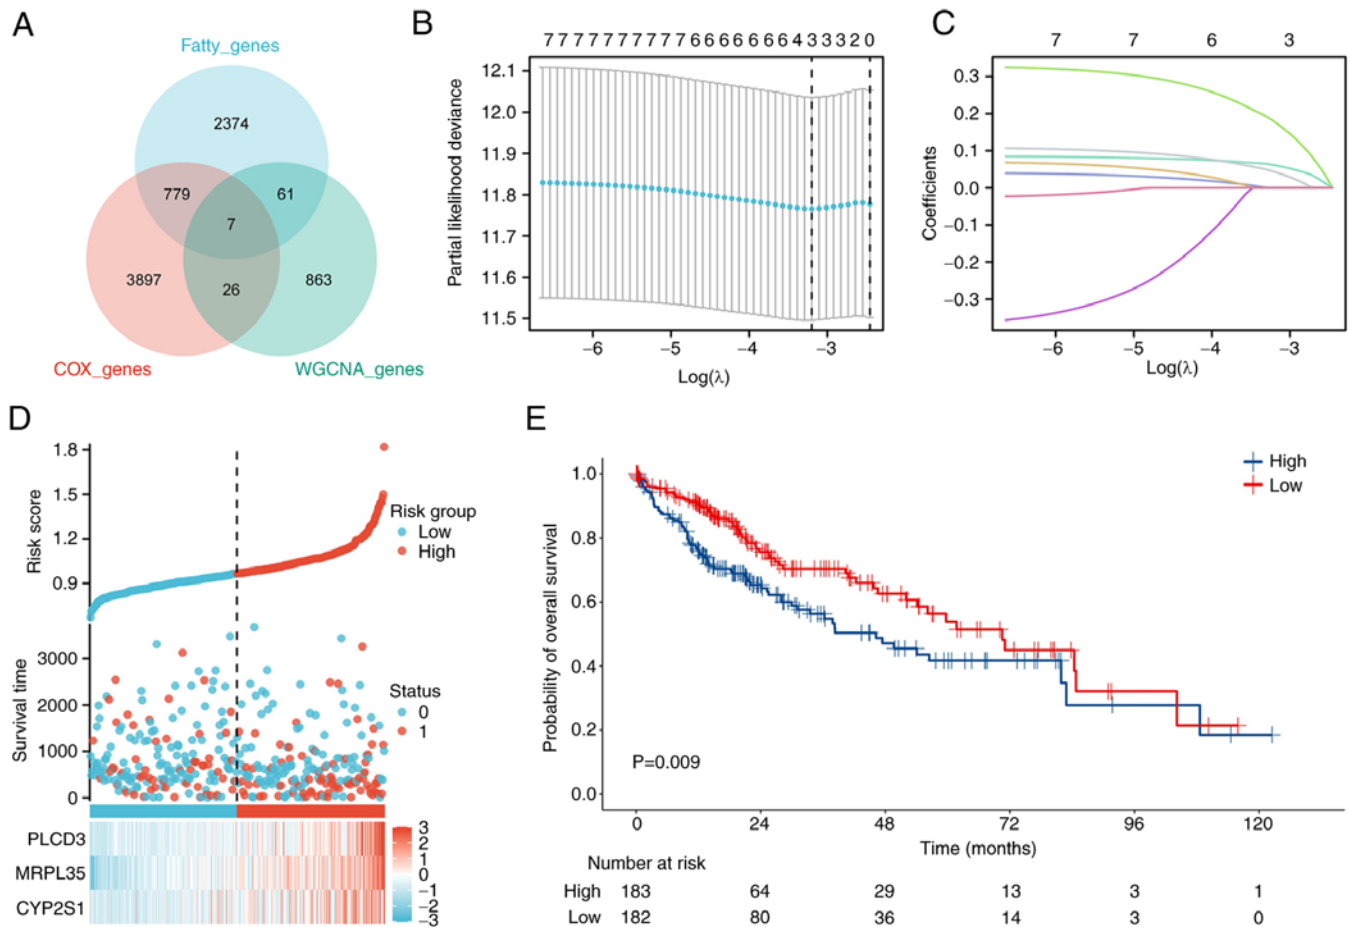 A
Fatty_genes
2374
779
61
7
3897
26
863
COX_genes
WGCNA_genes
B
7 7 7 7 7 7 7 7 7 7 6 6 6 6 6 6 6 4 3 3 3 2 0
12.1
12.0
11.9
11.8
11.7
11.6
11.5
Partial likelihood deviance
−6 −5 −4 −3
Log(λ)
C
7 7 6 3
0.3
0.2
0.1
0.0
−0.1
−0.2
−0.3
Coefficients
−6 −5 −4 −3
Log(λ)
D
1.8
1.5
1.2
0.9
Risk score
Risk group
Low
High
3000
2000
1000
0
Survival time
Status
0
1
PLCD3
MRPL35
CYP2S1
3
2
1
0
−1
−2
−3
E
High
Low
1.0
0.8
0.6
0.4
0.2
0.0
Probability of overall survival
P=0.009
0 24 48 72 96 120
Time (months)
Number at risk
High 183 64 29 13 3 1
Low 182 80 36 14 3 0